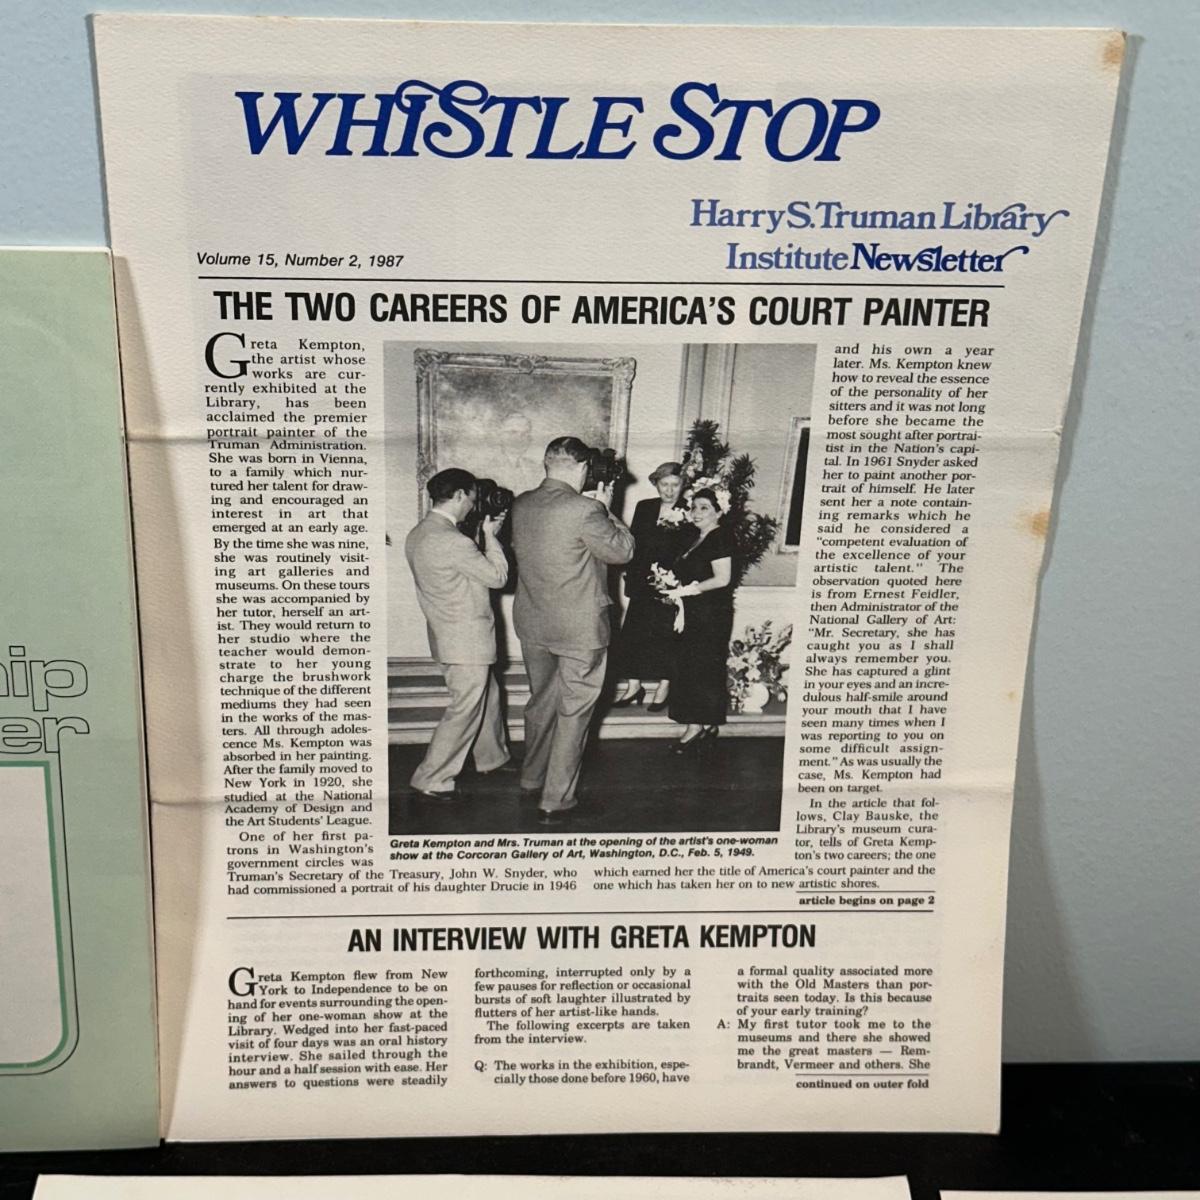 WHISTLE STOP
Harry S. Truman Library
Institute Newsletter
Volume 15, Number 2, 1987
THE TWO CAREERS OF AMERICA'S COURT PAINTER
Greta Kempton,
the artist whose
works are cur-
rently exhibited at the
Library, has been
acclaimed the premier
portrait painter of the
Truman Administration.
She was born in Vienna,
to a family which nur-
tured her talent for draw-
ing and encouraged an
interest in art that
emerged at an early age.
By the time she was nine,
she was routinely visit-
ing art galleries and
museums. On these tours
she was accompanied by
her tutor, herself an art-
ist. They would return to
her studio where the
teacher would demon-
strate to her young
charge the brushwork
technique of the different
mediums they had seen
in the works of the mas-
ters. All through adoles-
cence Ms. Kempton was
absorbed in her painting.
After the family moved to
New York in 1920, she
studied at the National
Academy of Design and
the Art Students' League.
One of her first pa-
trons in Washington's
government circles was
Truman's Secretary of the Treasury, John W. Snyder, who
had commissioned a portrait of his daughter Drucie in 1946
Greta Kempton and Mrs. Truman at the opening of the artist's one-woman
show at the Corcoran Gallery of Art, Washington, D.C., Feb. 5, 1949.
and his own a year
later. Ms. Kempton knew
how to reveal the essence
of the personality of her
sitters and it was not long
before she became the
most sought after portrai-
tist in the Nation's capi-
tal. In 1961 Snyder asked
her to paint another por-
trait of himself. He later
sent her a note contain-
ing remarks which he
said he considered a
"competent evaluation of
the excellence of your
artistic talent." The
observation quoted here
is from Ernest Feidler,
then Administrator of the
National Gallery of Art:
"Mr. Secretary, she has
caught you as I shall
always remember you.
She has captured a glint
in your eyes and an incre-
dulous half-smile around
your mouth that I have
seen many times when I
was reporting to you on
some difficult assign-
ment." As was usually the
case, Ms. Kempton had
been on target.
In the article that fol-
lows, Clay Bauske, the
Library's museum cura-
tor, tells of Greta Kemp-
ton's two careers; the one
which earned her the title of America's court painter and the
one which has taken her on to new artistic shores.
article begins on page 2
AN INTERVIEW WITH GRETA KEMPTON
Greta Kempton flew from New
York to Independence to be on
hand for events surrounding the open-
ing of her one-woman show at the
Library. Wedged into her fast-paced
visit of four days was an oral history
interview. She sailed through the
hour and a half session with ease. Her
answers to questions were steadily
forthcoming, interrupted only by a
few pauses for reflection or occasional
bursts of soft laughter illustrated by
flutters of her artist-like hands.
The following excerpts are taken
from the interview.
Q: The works in the exhibition, espe-
cially those done before 1960, have
a formal quality associated more
with the Old Masters than por-
traits seen today. Is this because
of your early training?
A: My first tutor took me to the
museums and there she showed
me the great masters — Rem-
brandt, Vermeer and others. She
continued on outer fold
ip
er